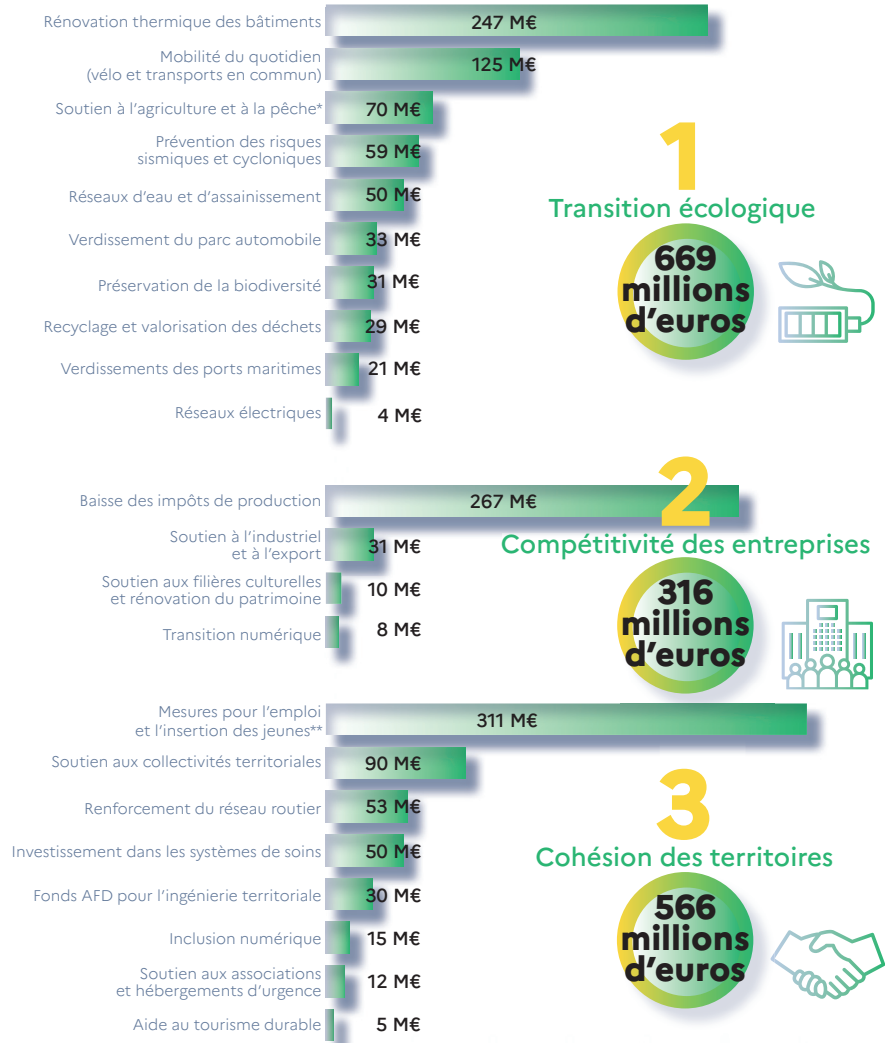 Rénovation thermique des bâtiments 247 M€
Mobilité du quotidien
(vélo et transports en commun) 125 M€
Soutien à l'agriculture et à la pêche* 70 M€
Prévention des risques
sismiques et cycloniques 59 M€
Réseaux d'eau et d'assainissement 50 M€
Verdissement du parc automobile 33 M€
Préservation de la biodiversité 31 M€
Recyclage et valorisation des déchets 29 M€
Verdissements des ports maritimes 21 M€
Réseaux électriques 4 M€
1
Transition écologique
669
millions
d'euros
Baisse des impôts de production 267 M€
Soutien à l'industriel
et à l'export 31 M€
Soutien aux filières culturelles
et rénovation du patrimoine 10 M€
Transition numérique 8 M€
2
Compétitivité des entreprises
316
millions
d'euros
Mesures pour l'emploi
et l'insertion des jeunes** 311 M€
Soutien aux collectivités territoriales 90 M€
Renforcement du réseau routier 53 M€
Investissement dans les systèmes de soins 50 M€
Fonds AFD pour l'ingénierie territoriale 30 M€
Inclusion numérique 15 M€
Soutien aux associations
et hébergements d'urgence 12 M€
Aide au tourisme durable 5 M€
3
Cohésion des territoires
566
millions
d'euros